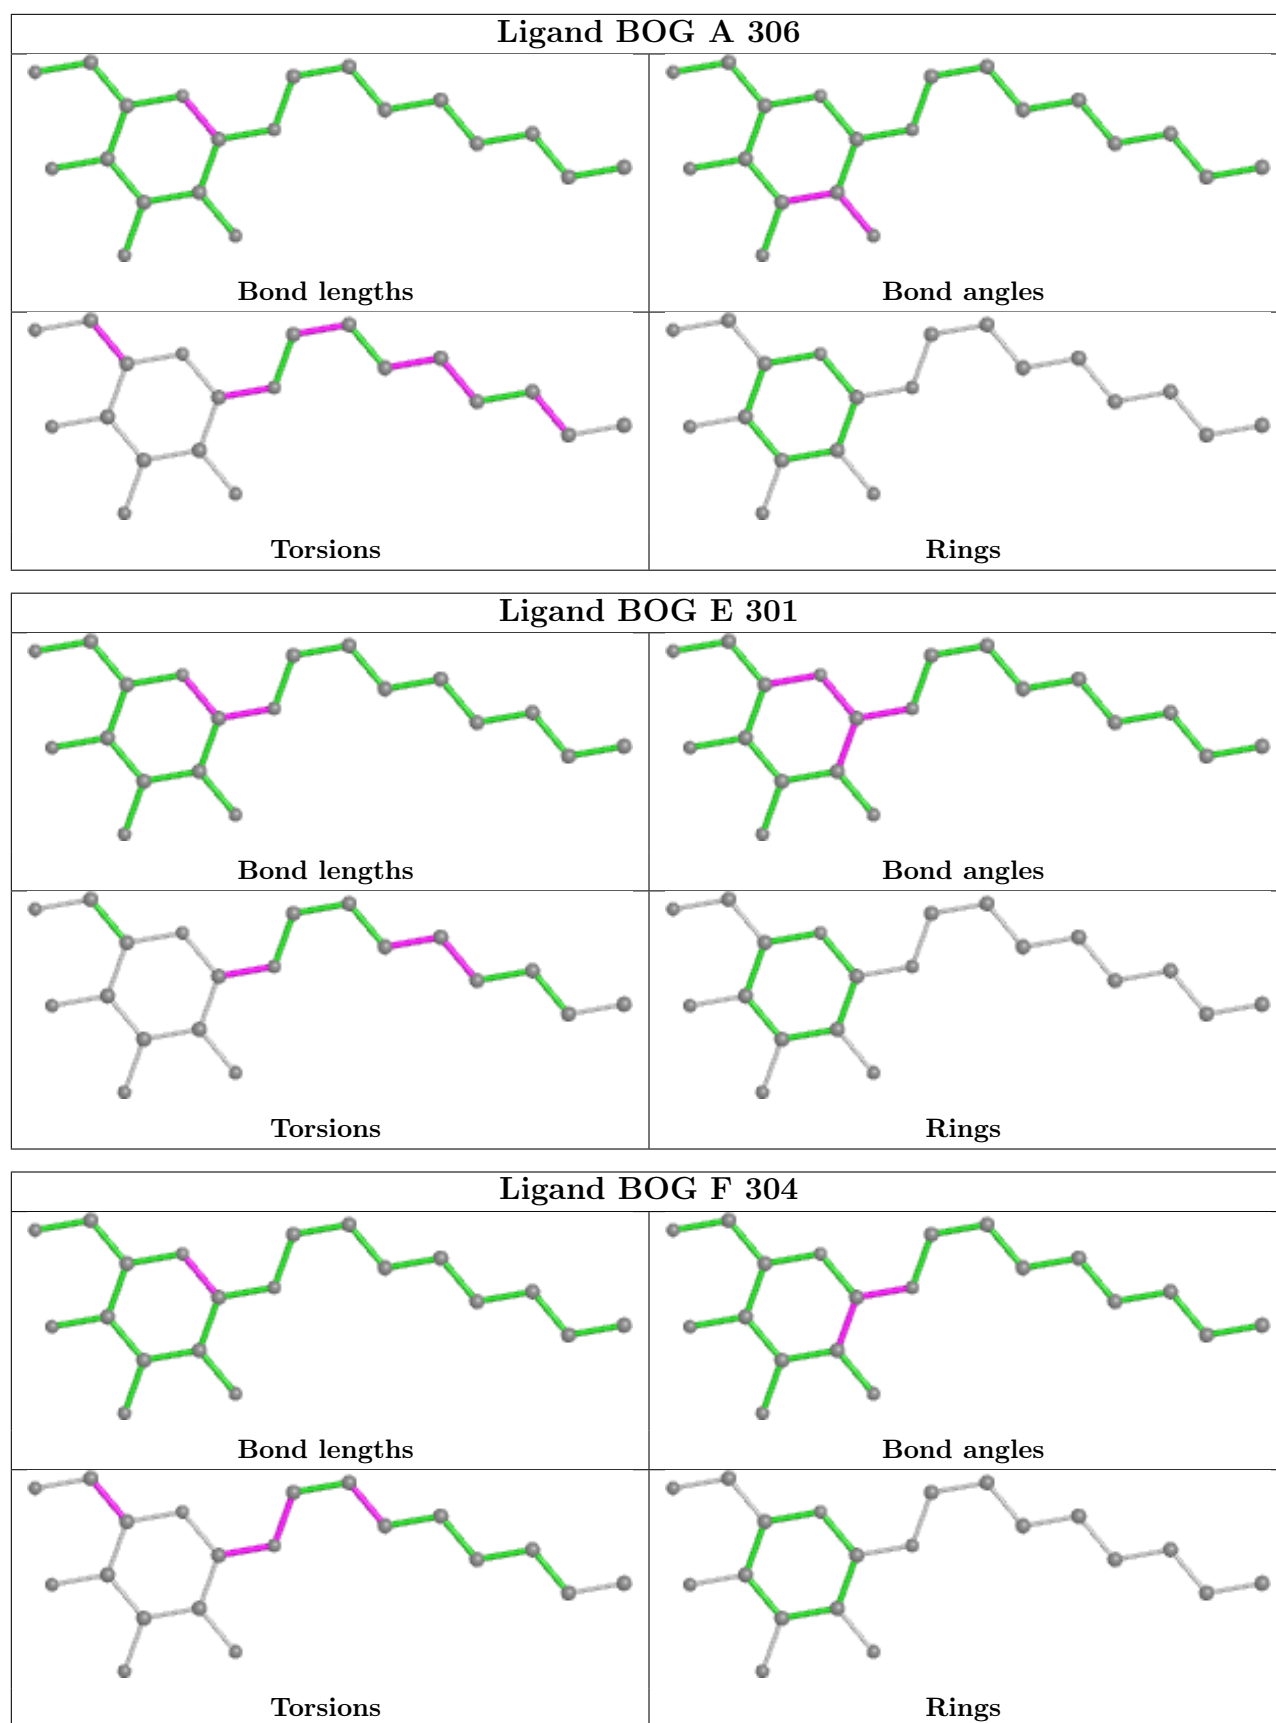 Ligand BOG A 306
Bond lengths
Bond angles
Torsions
Rings
Ligand BOG E 301
Bond lengths
Bond angles
Torsions
Rings
Ligand BOG F 304
Bond lengths
Bond angles
Torsions
Rings